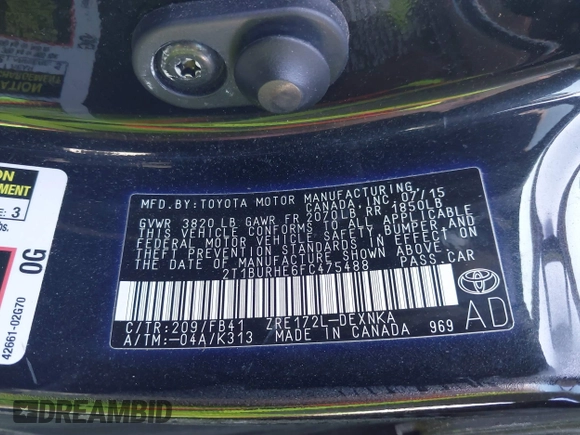 MFD. BY: TOYOTA MOTOR MANUFACTURING,
CANADA, INC. 07/15
GVWR 3820 LB GAWR FR 2070LB RR 1850LB
THIS VEHICLE CONFORMS TO ALL APPLICABLE
FEDERAL MOTOR VEHICLE SAFETY, BUMPER, AND
THEFT PREVENTION STANDARDS IN EFFECT ON
THE DATE OF MANUFACTURE SHOWN ABOVE.
2T1BURHE6FC475488 PASS. CAR
C/TR: 209/FB41 ZRE172L-DEXNKA
A/TM: —04A/K313 MADE IN CANADA 969
AD
3
0G
42661-02G70
DREAMBID